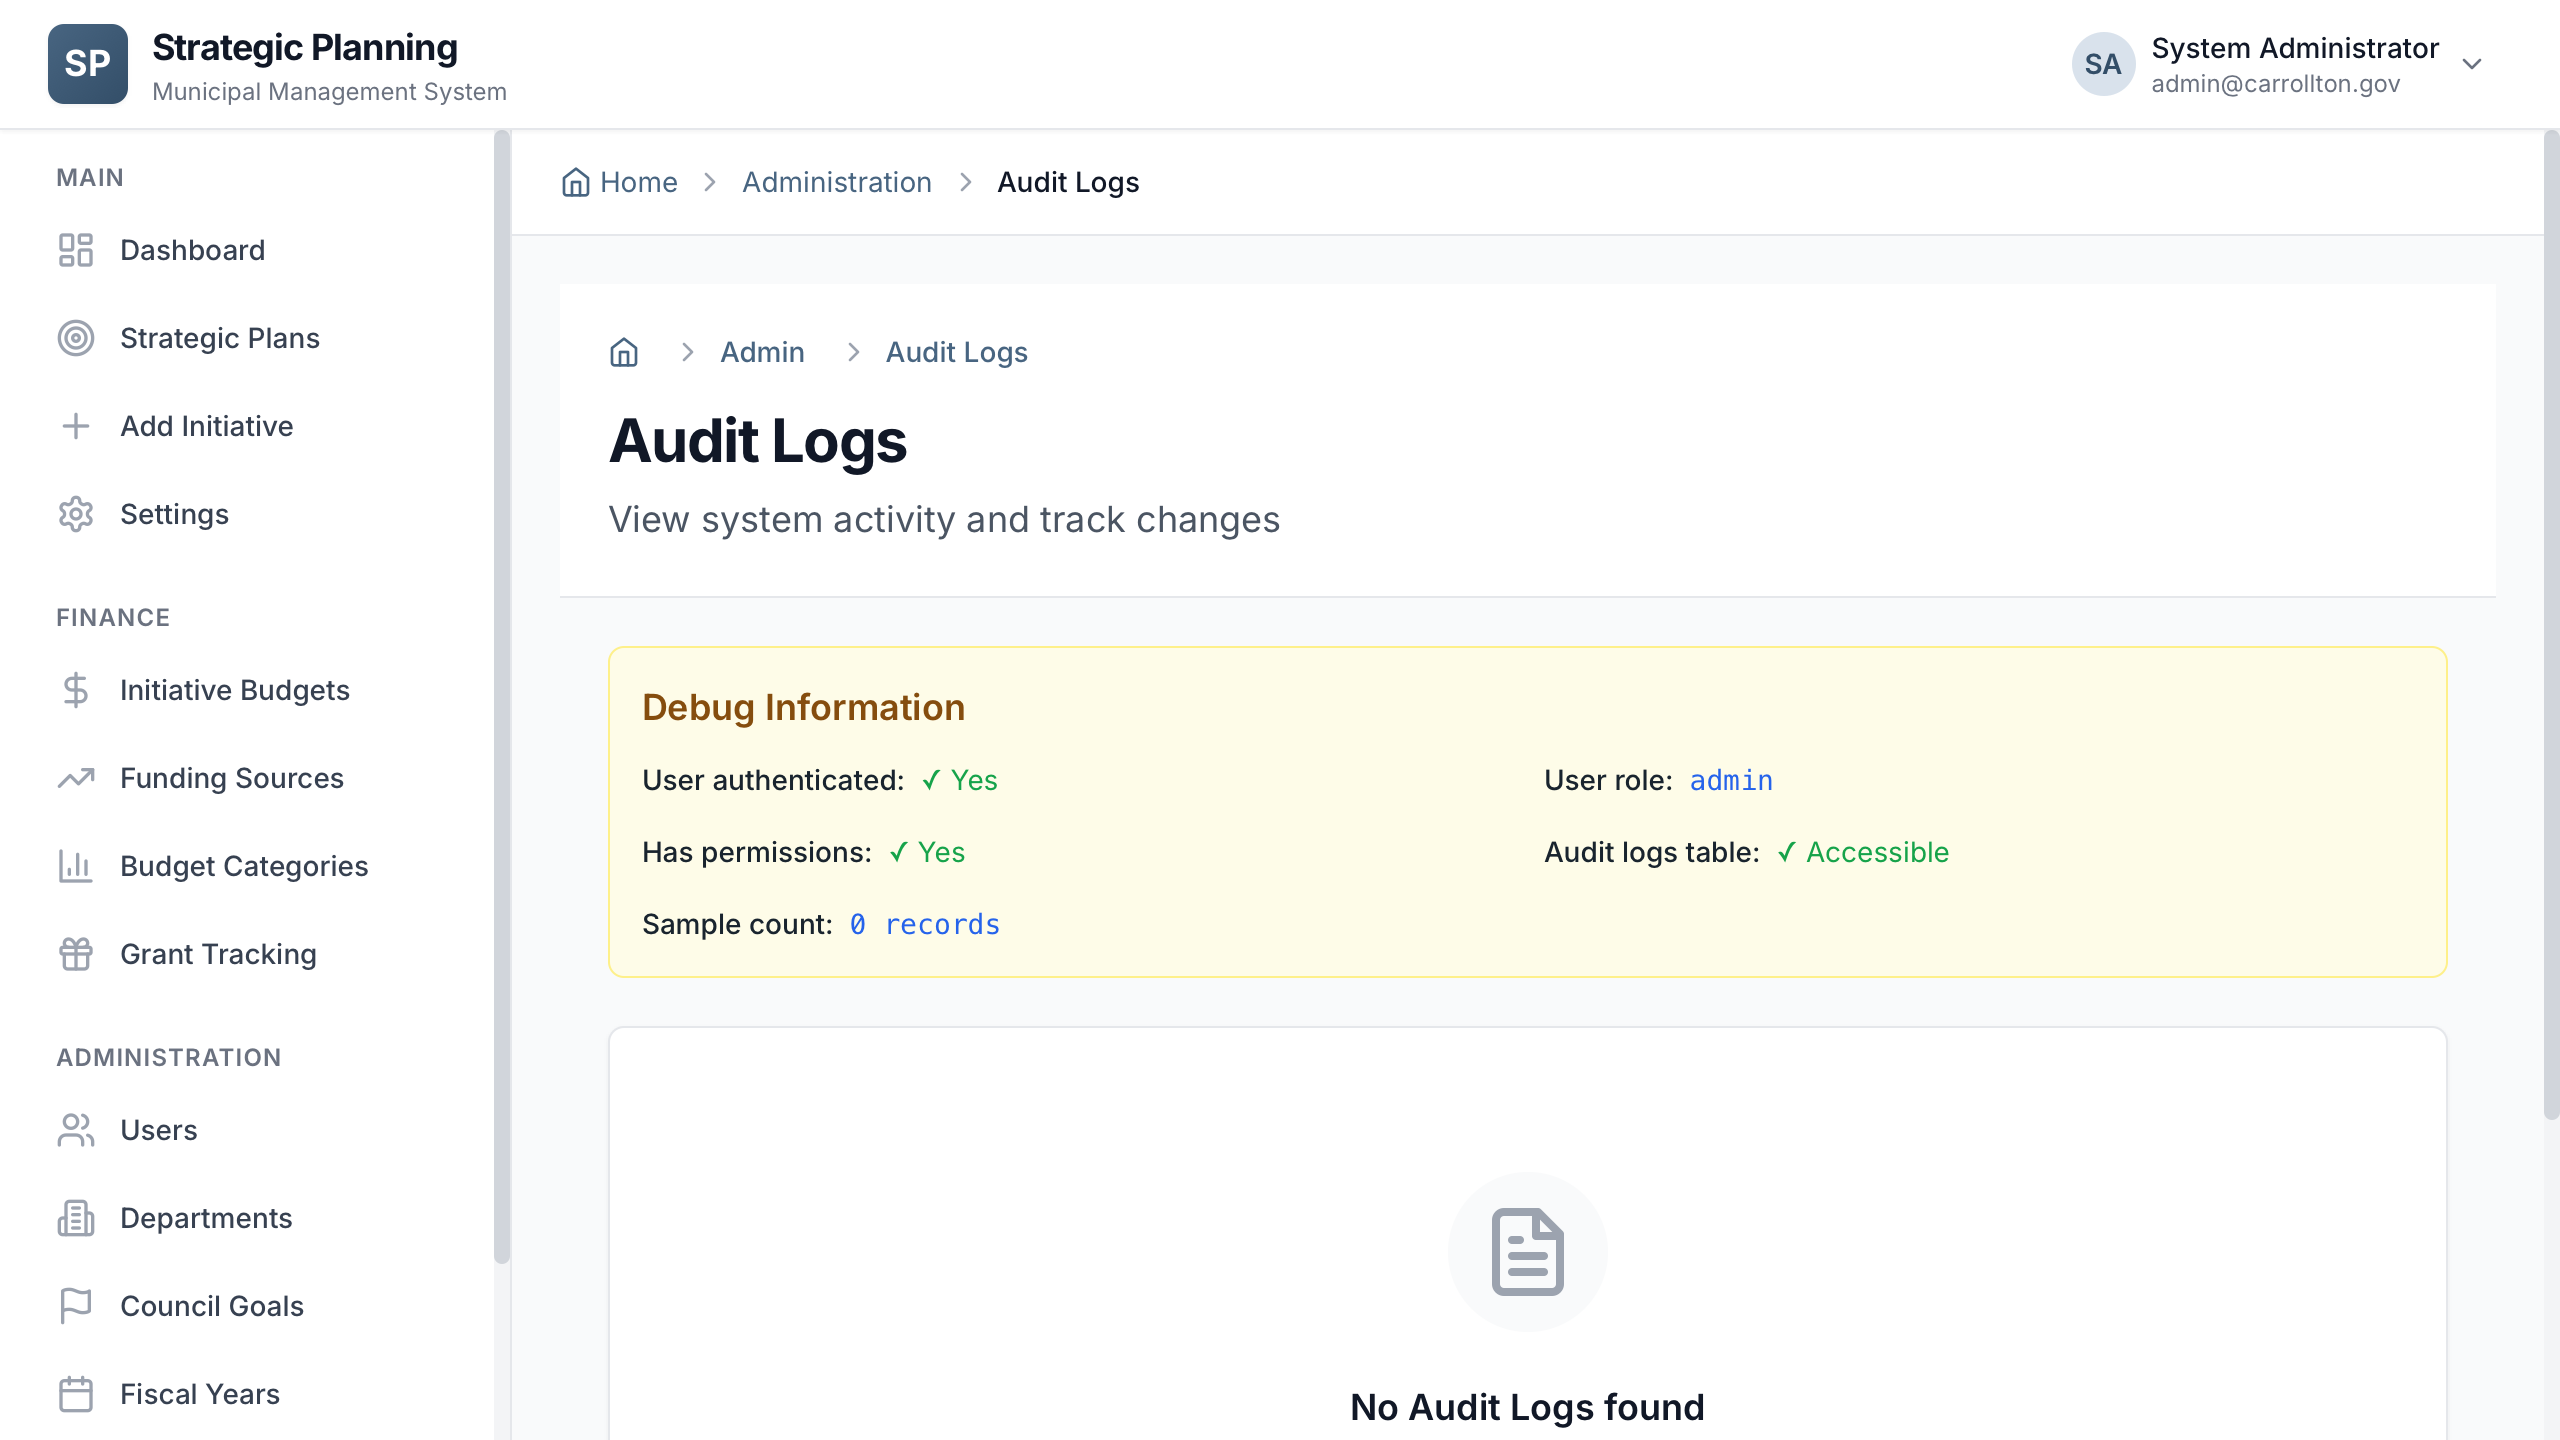 SP
Strategic Planning
Municipal Management System
SA
System Administrator
admin@carrollton.gov
MAIN
Dashboard
Strategic Plans
Add Initiative
Settings
FINANCE
Initiative Budgets
Funding Sources
Budget Categories
Grant Tracking
ADMINISTRATION
Users
Departments
Council Goals
Fiscal Years
Home > Administration > Audit Logs
> Admin > Audit Logs
Audit Logs
View system activity and track changes
Debug Information
User authenticated: ✓ Yes
User role: admin
Has permissions: ✓ Yes
Audit logs table: ✓ Accessible
Sample count: 0 records
No Audit Logs found